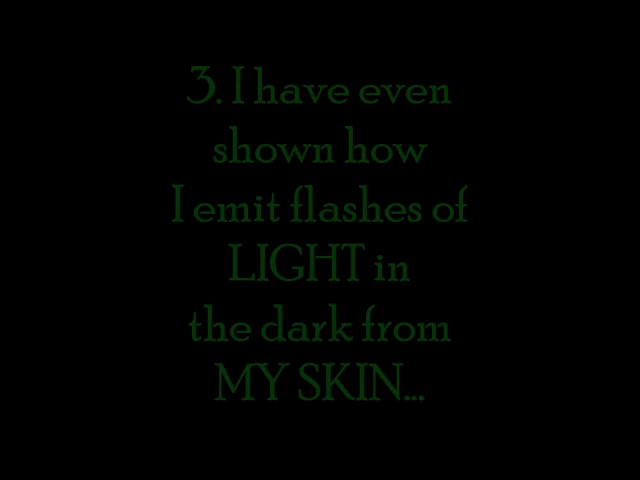 3. I have even
shown how
I emit flashes of
LIGHT in
the dark from
MY SKIN...